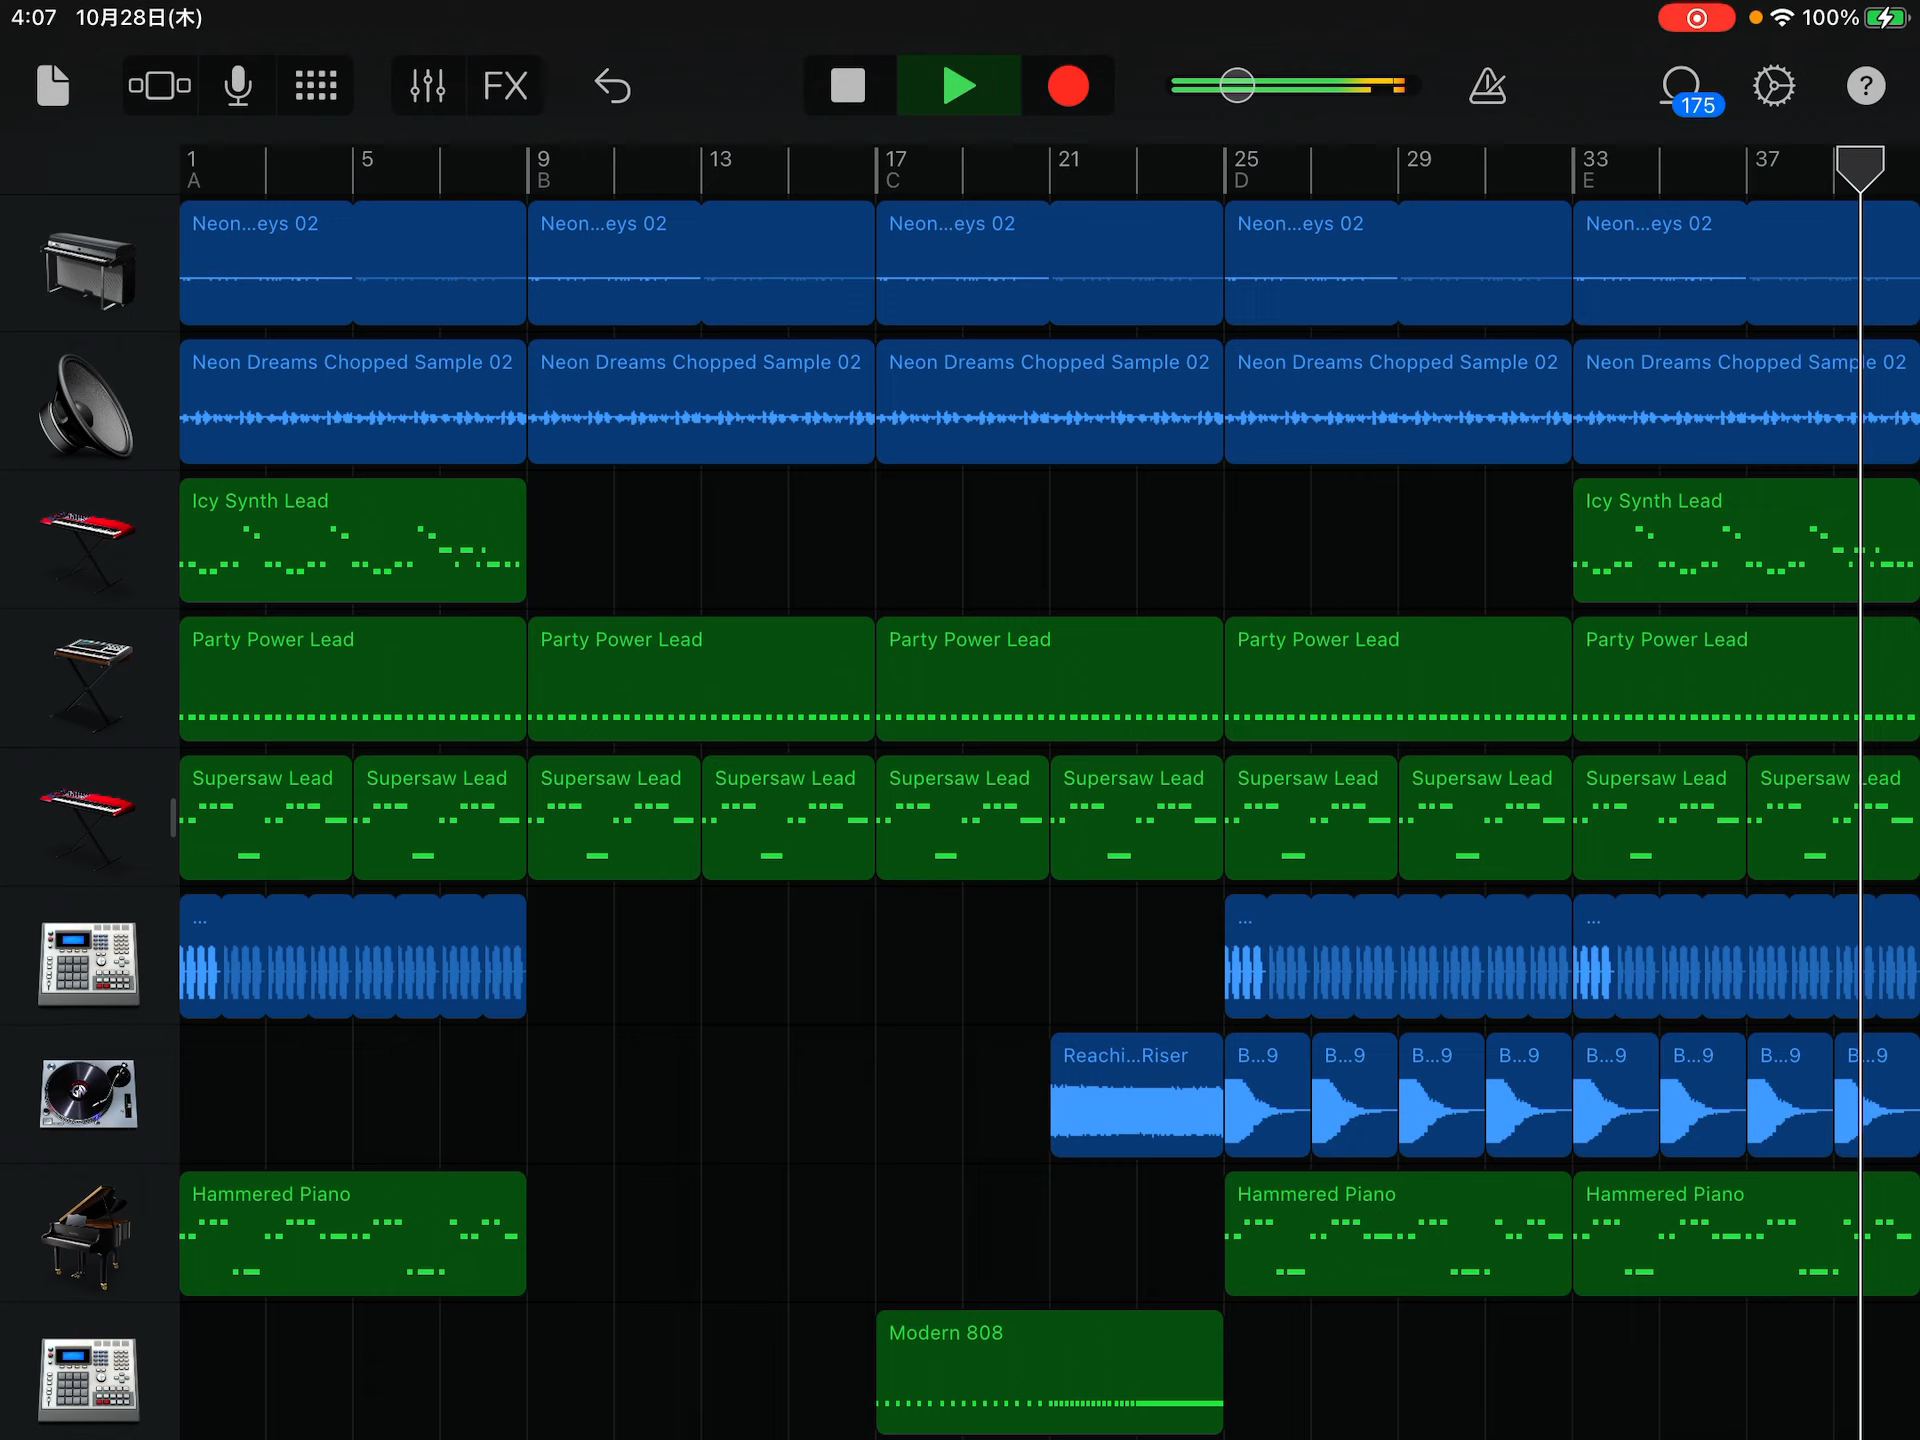 4:07 10月28日(木) 100%
FX 175 ?
1 5 9 13 17 21 25 29 33 37
A B C D E
Neon...eys 02 Neon...eys 02 Neon...eys 02 Neon...eys 02 Neon...eys 02
Neon Dreams Chopped Sample 02 Neon Dreams Chopped Sample 02 Neon Dreams Chopped Sample 02 Neon Dreams Chopped Sample 02 Neon Dreams Chopped Sample 02
Icy Synth Lead Icy Synth Lead
Party Power Lead Party Power Lead Party Power Lead Party Power Lead Party Power Lead
Supersaw Lead Supersaw Lead Supersaw Lead Supersaw Lead Supersaw Lead Supersaw Lead Supersaw Lead Supersaw Lead Supersaw Lead Supersaw Lead
... ... ...
Reachi...Riser B...9 B...9 B...9 B...9 B...9 B...9 B...9 B...9
Hammered Piano Hammered Piano Hammered Piano
Modern 808